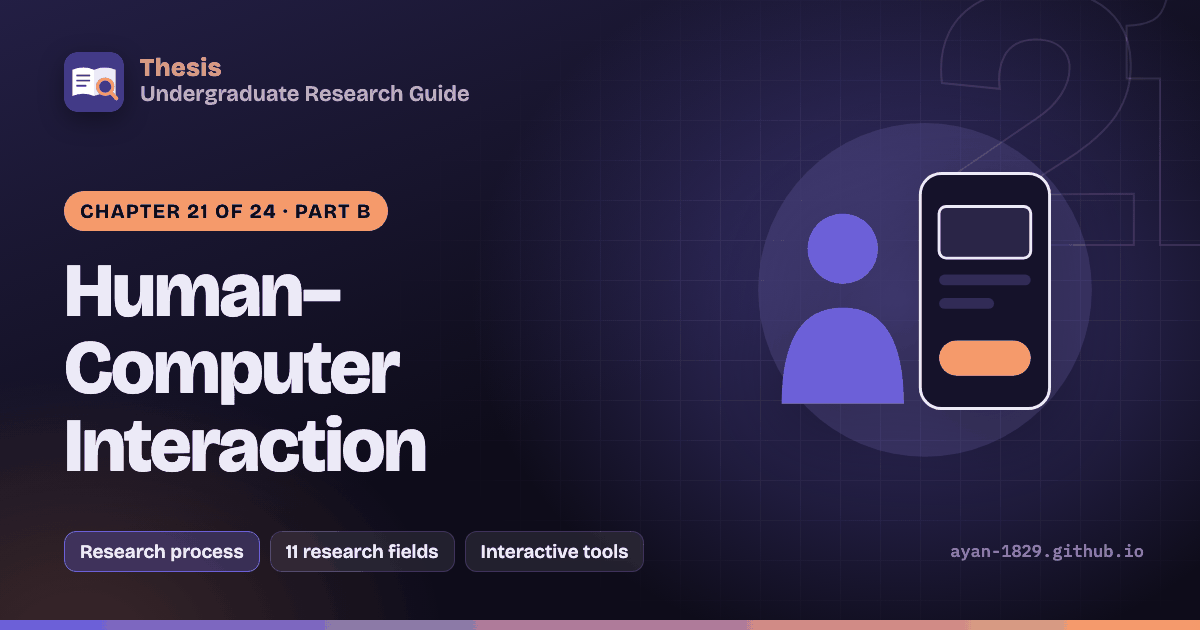 Thesis
Undergraduate Research Guide
CHAPTER 21 OF 24 · PART B
Human–
Computer
Interaction
Research process
11 research fields
Interactive tools
ayan-1829.github.io
21